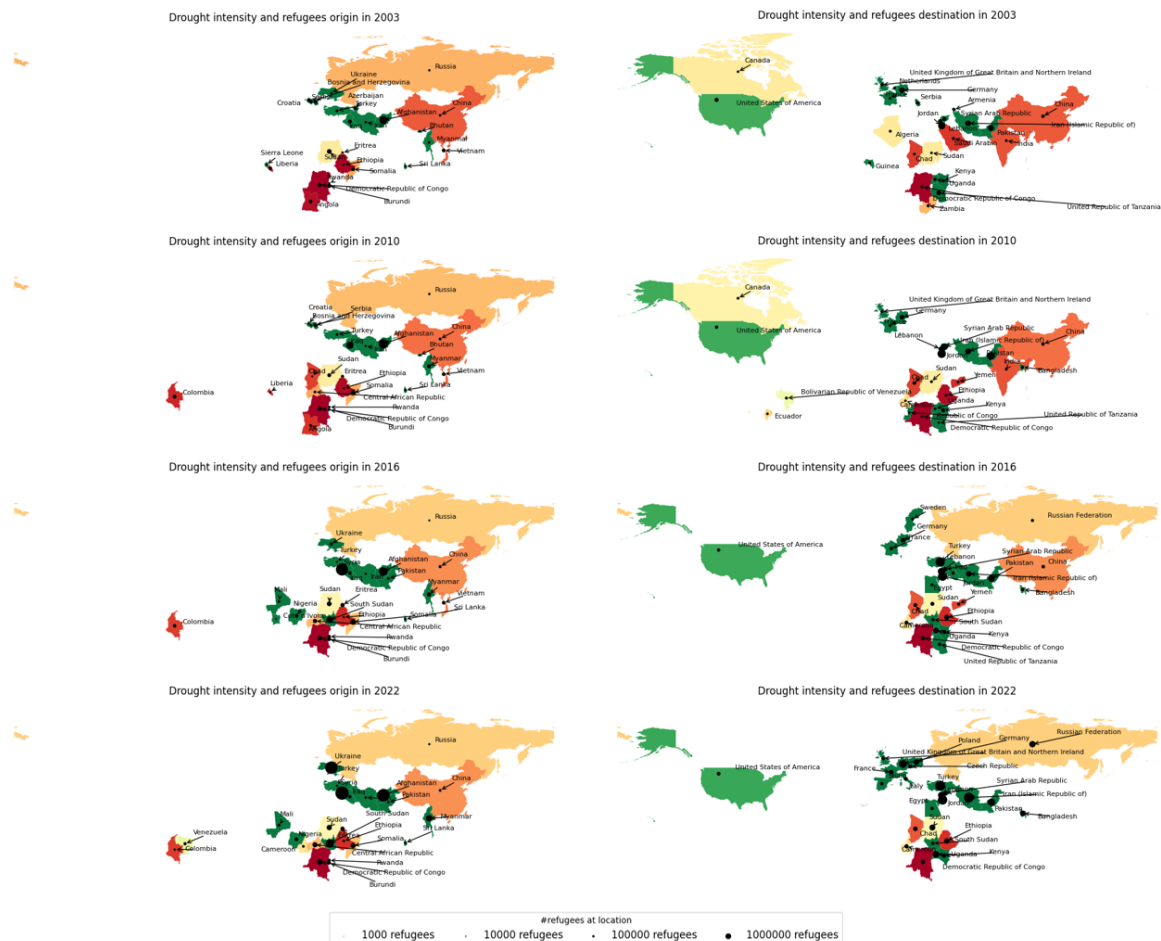 Drought intensity and refugees origin in 2003
Ukraine
Russia
Bosnia and Herzegovina
Croatia
Azerbaijan
Turkey
Afghanistan
China
Bhutan
Myanmar
Vietnam
Sierra Leone
Liberia
Eritrea
Sudan
Ethiopia
Sri Lanka
Somalia
Rwanda
Democratic Republic of Congo
Burundi
Angola
Drought intensity and refugees destination in 2003
Canada
United States of America
United Kingdom of Great Britain and Northern Ireland
Netherlands
Germany
Serbia
Armenia
China
Jordan
Syrian Arab Republic
Iran (Islamic Republic of)
Lebanon
Pakistan
Algeria
Saudi Arabia
India
Guinea
Chad
Sudan
Kenya
Uganda
Democratic Republic of Congo
United Republic of Tanzania
Zambia
Drought intensity and refugees origin in 2010
Russia
Croatia
Serbia
Bosnia and Herzegovina
Turkey
Afghanistan
China
Bhutan
Myanmar
Vietnam
Sudan
Chad
Eritrea
Ethiopia
Sri Lanka
Colombia
Liberia
Somalia
Central African Republic
Rwanda
Democratic Republic of Congo
Burundi
Angola
Drought intensity and refugees destination in 2010
Canada
United States of America
United Kingdom of Great Britain and Northern Ireland
Germany
Syrian Arab Republic
China
Lebanon
Iran (Islamic Republic of)
Jordan
Pakistan
India
Bangladesh
Sudan
Chad
Yemen
Ethiopia
Bolivarian Republic of Venezuela
Uganda
Kenya
Ecuador
Republic of Congo
United Republic of Tanzania
Democratic Republic of Congo
Drought intensity and refugees origin in 2016
Russia
Ukraine
Turkey
Syria
Afghanistan
China
Iraq
Iran
Pakistan
Myanmar
Mali
Sudan
Eritrea
Vietnam
Nigeria
South Sudan
Sri Lanka
Ethiopia
Somalia
Colombia
Central African Republic
Rwanda
Democratic Republic of Congo
Burundi
Drought intensity and refugees destination in 2016
Sweden
Russian Federation
Germany
France
United States of America
Turkey
Lebanon
Syrian Arab Republic
Pakistan
China
Iran (Islamic Republic of)
Jordan
Egypt
Bangladesh
Sudan
Yemen
Chad
Ethiopia
South Sudan
Cameroon
Uganda
Kenya
Democratic Republic of Congo
United Republic of Tanzania
Drought intensity and refugees origin in 2022
Russia
Ukraine
Turkey
Syria
Afghanistan
China
Iraq
Pakistan
South Sudan
Mali
Sudan
Ethiopia
Myanmar
Sri Lanka
Venezuela
Nigeria
Eritrea
Somalia
Colombia
Cameroon
Central African Republic
Rwanda
Democratic Republic of Congo
Burundi
Drought intensity and refugees destination in 2022
Poland
Germany
Russian Federation
United Kingdom of Great Britain and Northern Ireland
Czech Republic
France
United States of America
Italy
Turkey
Syrian Arab Republic
Iran (Islamic Republic of)
Egypt
Jordan
Pakistan
Bangladesh
Sudan
Ethiopia
Chad
South Sudan
Cameroon
Uganda
Kenya
Democratic Republic of Congo
#refugees at location
1000 refugees 10000 refugees 100000 refugees 1000000 refugees